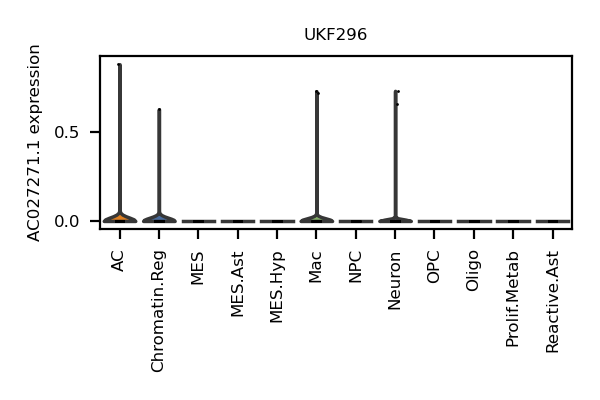 UKF296
AC027271.1 expression
0.5
0.0
AC
Chromatin.Reg
MES
MES.Ast
MES.Hyp
Mac
NPC
Neuron
OPC
Oligo
Prolif.Metab
Reactive.Ast